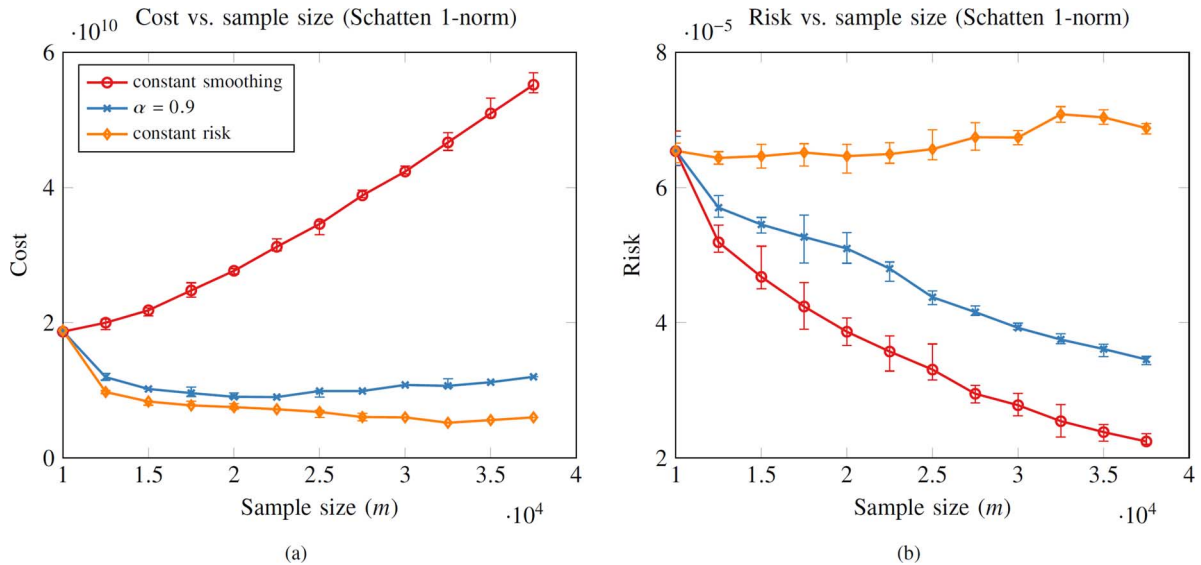 Cost vs. sample size (Schatten 1-norm)
·10^10
6
4
2
0
Cost
constant smoothing
α = 0.9
constant risk
1
1.5
2
2.5
3
3.5
4
Sample size (m)
·10^4
(a)
Risk vs. sample size (Schatten 1-norm)
·10^-5
8
6
4
2
Risk
1
1.5
2
2.5
3
3.5
4
Sample size (m)
·10^4
(b)